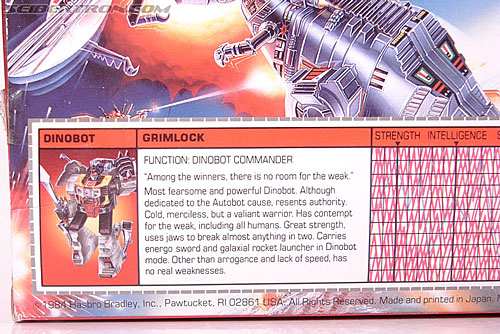 DINOBOT GRIMLOCK STRENGTH INTELLIGENCE
FUNCTION: DINOBOT COMMANDER
"Among the winners, there is no room for the weak."
Most fearsome and powerful Dinobot. Although
dedicated to the Autobot cause, resents authority.
Cold, merciless, but a valiant warrior. Has contempt
for the weak, including all humans. Great strength,
uses jaws to break almost anything in two. Carries
energo sword and galaxial rocket launcher in Dinobot
mode. Other than arrogance and lack of speed, has
no real weaknesses.
© 1984 Hasbro Bradley, Inc., Pawtucket, RI 02861 USA. All Rights Reserved. Made and printed in Japan.